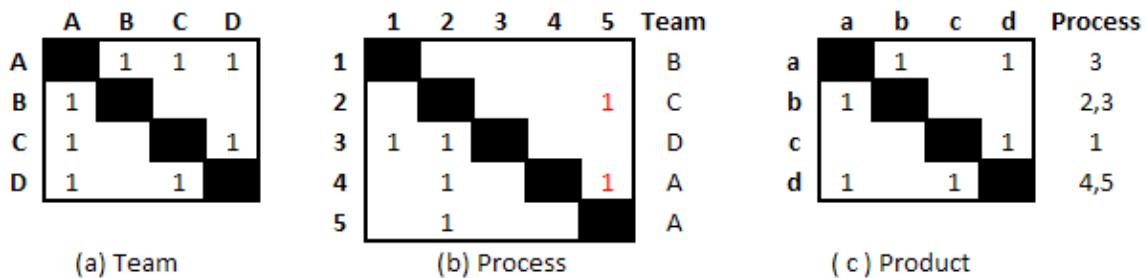 A B C D
A 1 1 1
B 1
C 1 1
D 1 1
(a) Team
1 2 3 4 5 Team
1 B
2 1 C
3 1 1 D
4 1 1 A
5 1 A
(b) Process
a b c d Process
a 1 1 3
b 1 2,3
c 1 1
d 1 1 4,5
( c ) Product